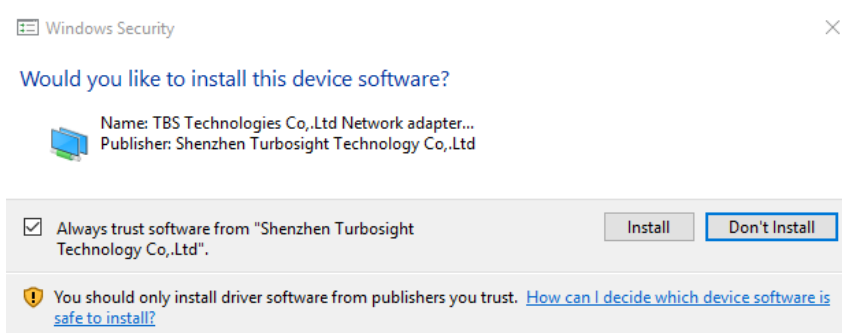 Windows Security
Would you like to install this device software?
Name: TBS Technologies Co,.Ltd Network adapter...
Publisher: Shenzhen Turbosight Technology Co,.Ltd
Always trust software from "Shenzhen Turbosight
Technology Co,.Ltd".
Install
Don't Install
You should only install driver software from publishers you trust. How can I decide which device software is
safe to install?